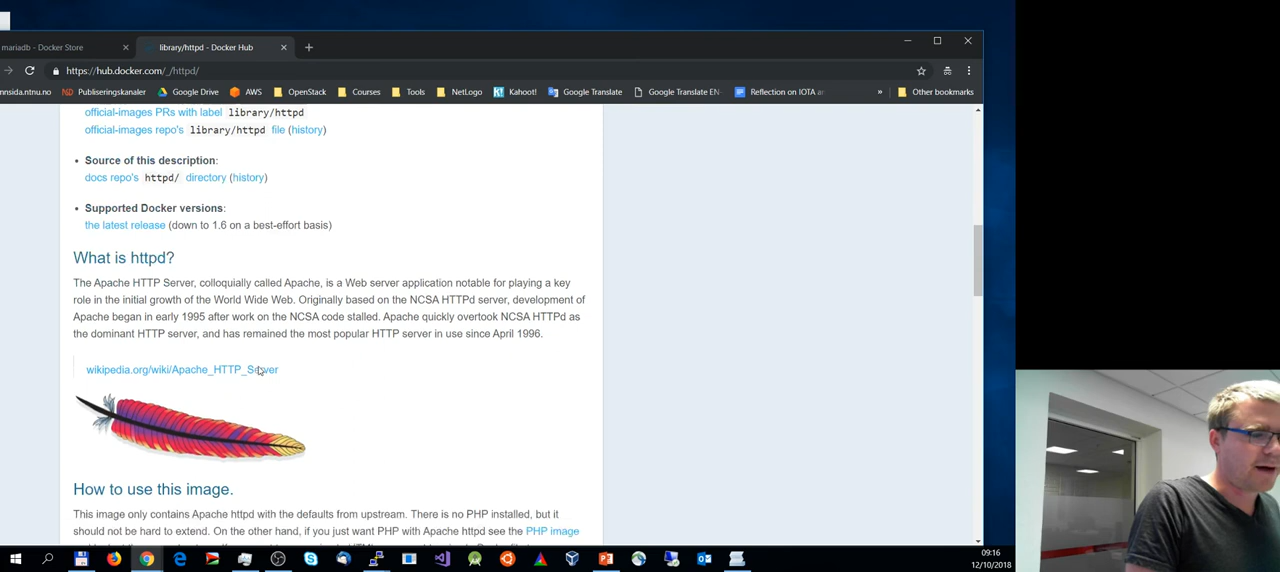 mariadb - Docker Store
library/httpd - Docker Hub
https://hub.docker.com/_/httpd/
nnsida.ntnu.no Publiseringskanaler Google Drive AWS OpenStack Courses Tools NetLogo Kahoot! Google Translate Google Translate EN- Reflection on IOTA an » Other bookmarks
official-images PRs with label library/httpd
official-images repo's library/httpd file (history)
• Source of this description:
docs repo's httpd/ directory (history)
• Supported Docker versions:
the latest release (down to 1.6 on a best-effort basis)
What is httpd?
The Apache HTTP Server, colloquially called Apache, is a Web server application notable for playing a key
role in the initial growth of the World Wide Web. Originally based on the NCSA HTTPd server, development of
Apache began in early 1995 after work on the NCSA code stalled. Apache quickly overtook NCSA HTTPd as
the dominant HTTP server, and has remained the most popular HTTP server in use since April 1996.
wikipedia.org/wiki/Apache_HTTP_Server
How to use this image.
This image only contains Apache httpd with the defaults from upstream. There is no PHP installed, but it
should not be hard to extend. On the other hand, if you just want PHP with Apache httpd see the PHP image
09:16
12/10/2018